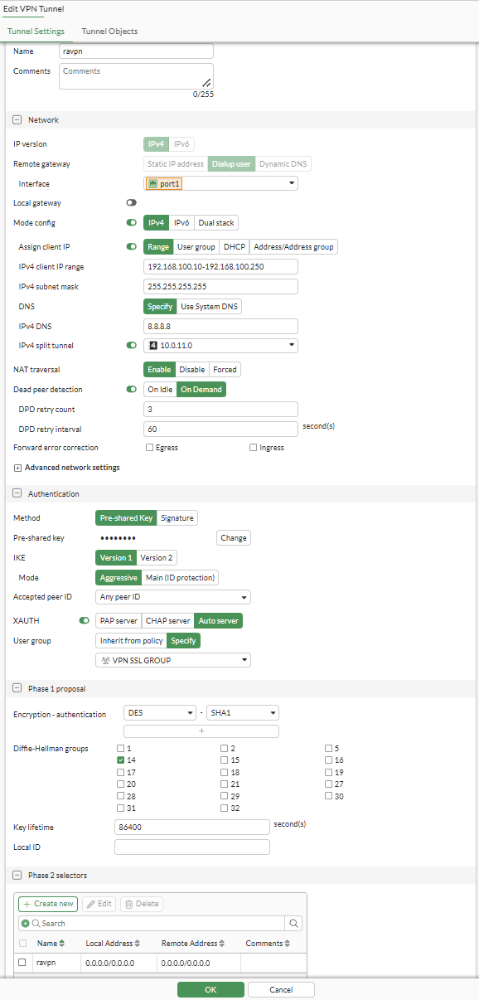 Edit VPN Tunnel
Tunnel Settings Tunnel Objects
Name ravpn
Comments Comments
0/255
Network
IP version IPv4 IPv6
Remote gateway Static IP address Dialup user Dynamic DNS
Interface port1
Local gateway
Mode config IPv4 IPv6 Dual stack
Assign client IP Range User group DHCP Address/Address group
IPv4 client IP range 192.168.100.10-192.168.100.250
IPv4 subnet mask 255.255.255.255
DNS Specify Use System DNS
IPv4 DNS 8.8.8.8
IPv4 split tunnel 4 10.0.11.0
NAT traversal Enable Disable Forced
Dead peer detection On Idle On Demand
DPD retry count 3
DPD retry interval 60 second(s)
Forward error correction Egress Ingress
Advanced network settings
Authentication
Method Pre-shared Key Signature
Pre-shared key •••••••• Change
IKE Version 1 Version 2
Mode Aggressive Main (ID protection)
Accepted peer ID Any peer ID
XAUTH PAP server CHAP server Auto server
User group Inherit from policy Specify
VPN SSL GROUP
Phase 1 proposal
Encryption - authentication DES - SHA1
+
Diffie-Hellman groups 1 2 5
14 15 16
17 18 19
20 21 27
28 29 30
31 32
Key lifetime 86400 second(s)
Local ID
Phase 2 selectors
+ Create new Edit Delete
Search
Name Local Address Remote Address Comments
ravpn 0.0.0.0/0.0.0.0 0.0.0.0/0.0.0.0
OK Cancel